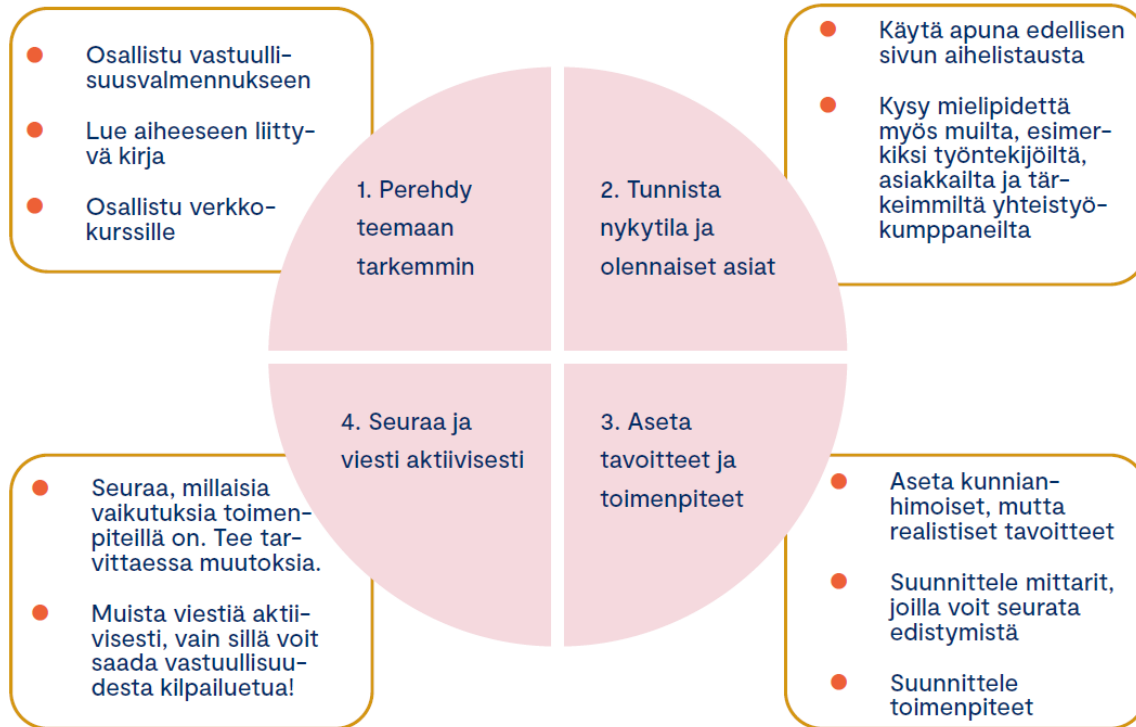 Osallistu vastuulli-
suusvalmennukseen
Lue aiheeseen liitty-
vä kirja
Osallistu verkko-
kurssille
1. Perehdy
teemaan
tarkemmin
2. Tunnista
nykytila ja
olennaiset asiat
Käytä apuna edellisen
sivun aihelistausta
Kysy mielipidettä
myös muilta, esimer-
kiksi työntekijöiltä,
asiakkailta ja tär-
keimmiltä yhteistyö-
kumppaneilta
3. Aseta
tavoitteet ja
toimenpiteet
Aseta kunnian-
himoiset, mutta
realistiset tavoitteet
Suunnittele mittarit,
joilla voit seurata
edistymistä
Suunnittele
toimenpiteet
4. Seuraa ja
viesti aktiivisesti
Seuraa, millaisia
vaikutuksia toimen-
piteillä on. Tee tar-
vittaessa muutoksia.
Muista viestiä aktii-
visesti, vain sillä voit
saada vastuullisuu-
desta kilpailuetua!